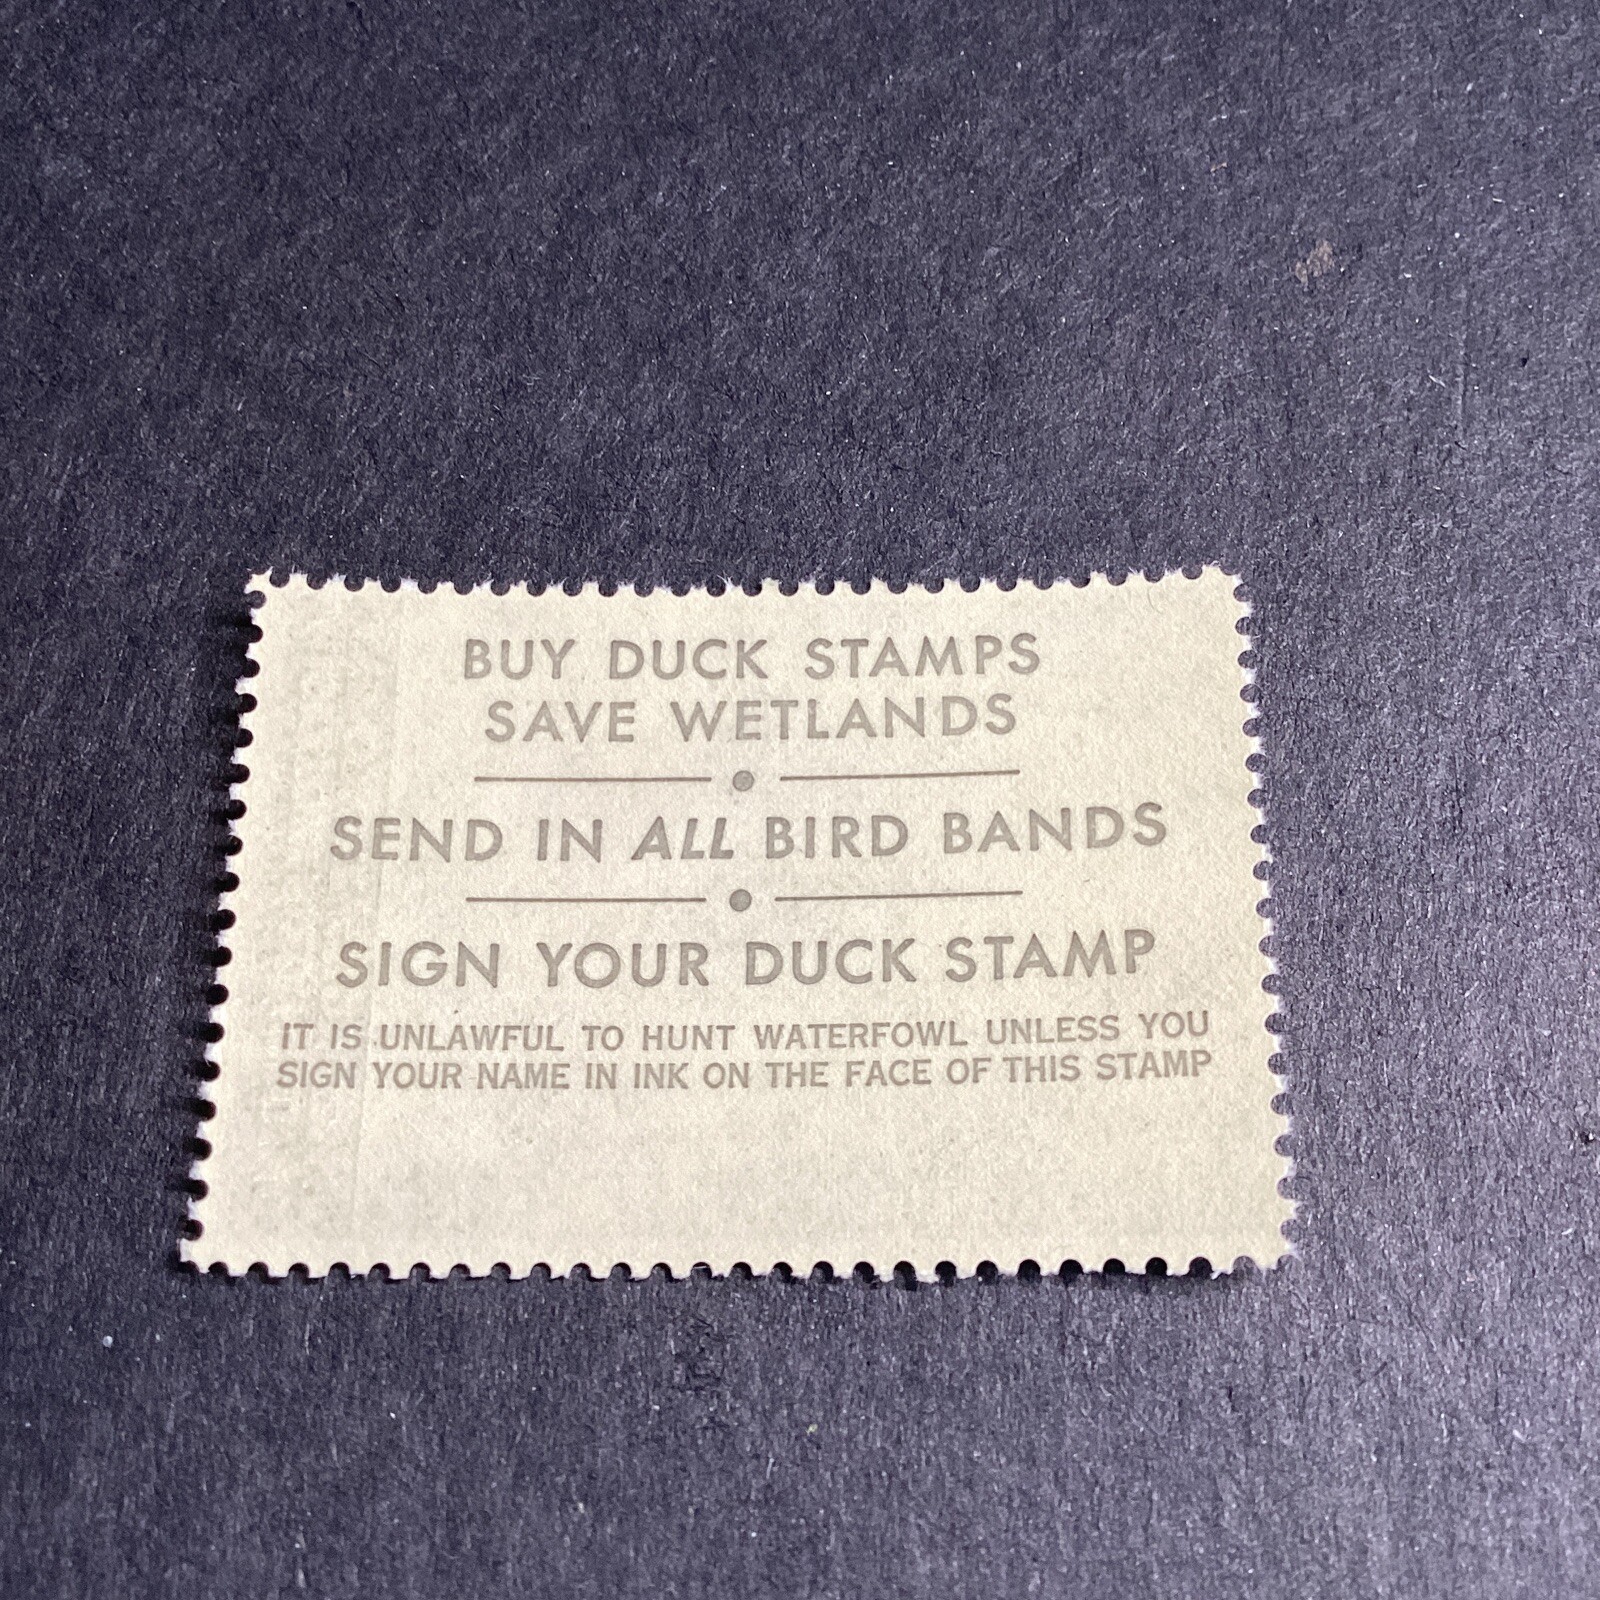 BUY DUCK STAMPS
SAVE WETLANDS
SEND IN ALL BIRD BANDS
SIGN YOUR DUCK STAMP
IT IS UNLAWFUL TO HUNT WATERFOWL UNLESS YOU
SIGN YOUR NAME IN INK ON THE FACE OF THIS STAMP